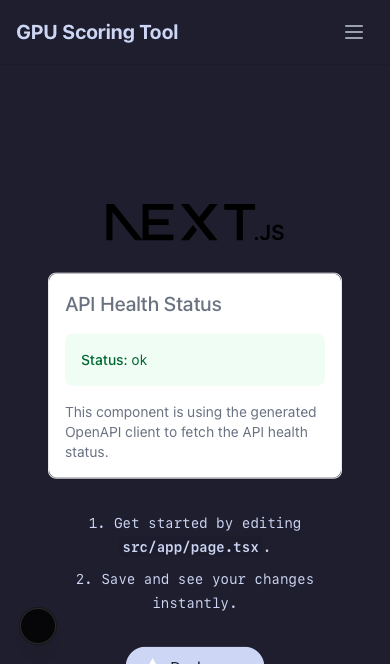 GPU Scoring Tool
NEXT.JS
API Health Status
Status: ok
This component is using the generated
OpenAPI client to fetch the API health
status.
1. Get started by editing
src/app/page.tsx.
2. Save and see your changes
instantly.